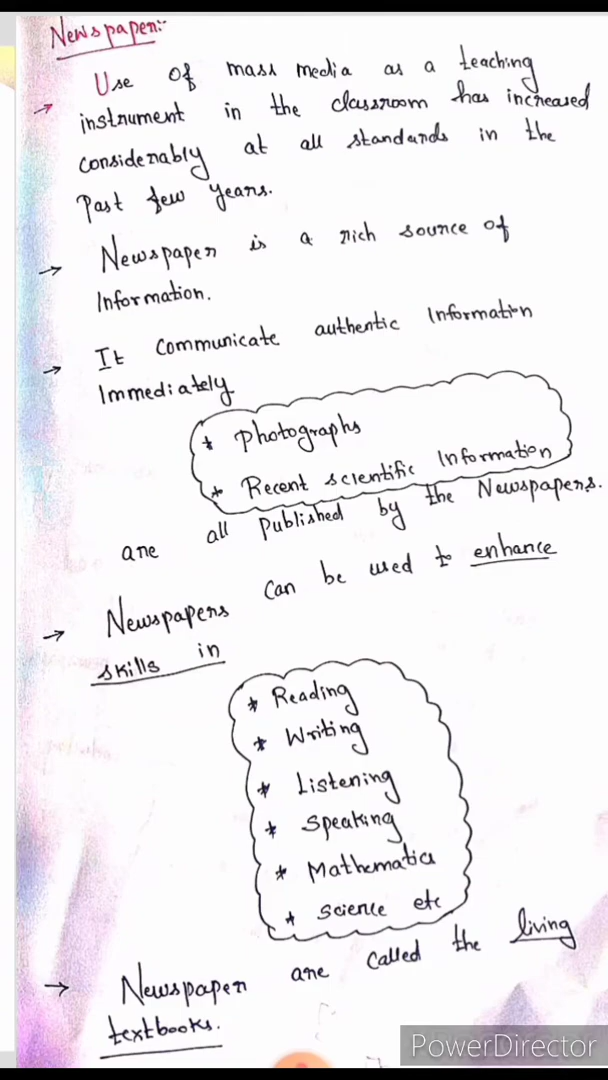 Newspaper:-
→ Use of mass media as a teaching
instrument in the classroom has increased
considerably at all standards in the
Past few years.
→ Newspaper is a rich source of
Information.
→ It communicate authentic Information
Immediately
* Photographs
* Recent scientific Information
are all Published by the Newspapers.
→ Newspapers can be used to enhance
skills in
* Reading
* Writing
* Listening
* Speaking
* Mathematics
* Science etc
→ Newspaper are called the living
textbooks.
PowerDirector